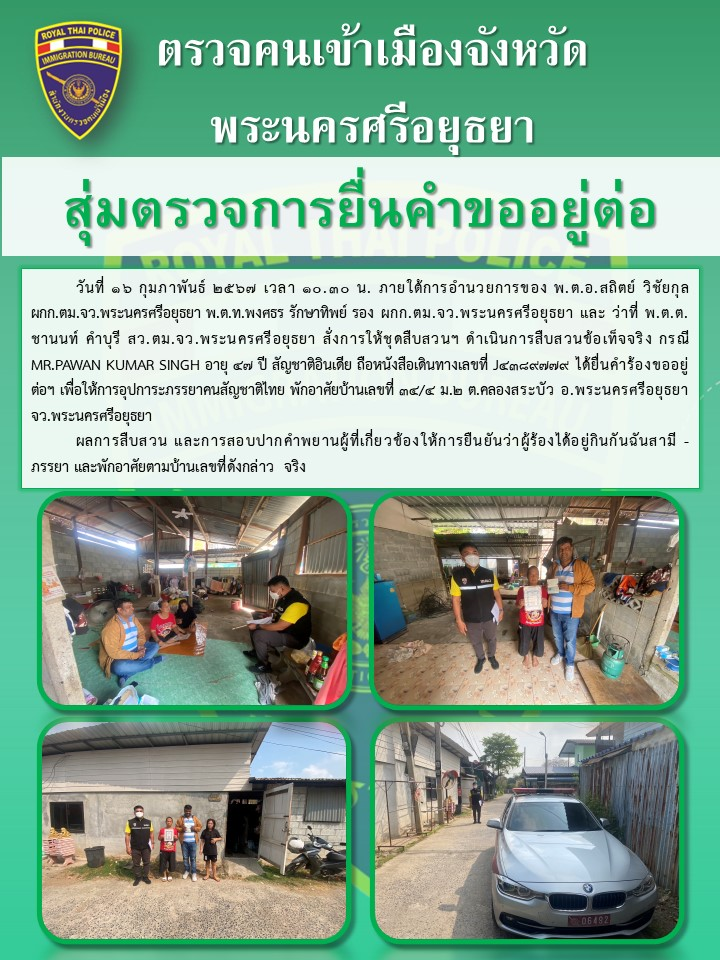 ROYAL THAI POLICE
IMMIGRATION BUREAU
สำนักงานตรวจคนเข้าเมือง
ตรวจคนเข้าเมืองจังหวัด
พระนครศรีอยุธยา
สุ่มตรวจการยื่นคำขออยู่ต่อ
วันที่ ๑๖ กุมภาพันธ์ ๒๕๖๗ เวลา ๑๐.๓๐ น. ภายใต้การอำนวยการของ พ.ต.อ.สถิตย์ วิชัยกุล
ผกก.ตม.จว.พระนครศรีอยุธยา พ.ต.ท.พงศธร รักษาทิพย์ รอง ผกก.ตม.จว.พระนครศรีอยุธยา และ ว่าที่ พ.ต.ต.
ชานนท์ คำบุรี สว.ตม.จว.พระนครศรีอยุธยา สั่งการให้ชุดสืบสวนฯ ดำเนินการสืบสวนข้อเท็จจริง กรณี
MR.PAWAN KUMAR SINGH อายุ ๔๗ ปี สัญชาติอินเดีย ถือหนังสือเดินทางเลขที่ J๔๓๘๙๗๗๙ ได้ยื่นคำร้องขออยู่
ต่อฯ เพื่อให้การอุปการะภรรยาคนสัญชาติไทย พักอาศัยบ้านเลขที่ ๓๔/๔ ม.๒ ต.คลองสระบัว อ.พระนครศรีอยุธยา
จว.พระนครศรีอยุธยา
ผลการสืบสวน และการสอบปากคำพยานผู้ที่เกี่ยวข้องให้การยืนยันว่าผู้ร้องได้อยู่กินกันฉันสามี -
ภรรยา และพักอาศัยตามบ้านเลขที่ดังกล่าว จริง
ROYAL THAI POLICE
06492